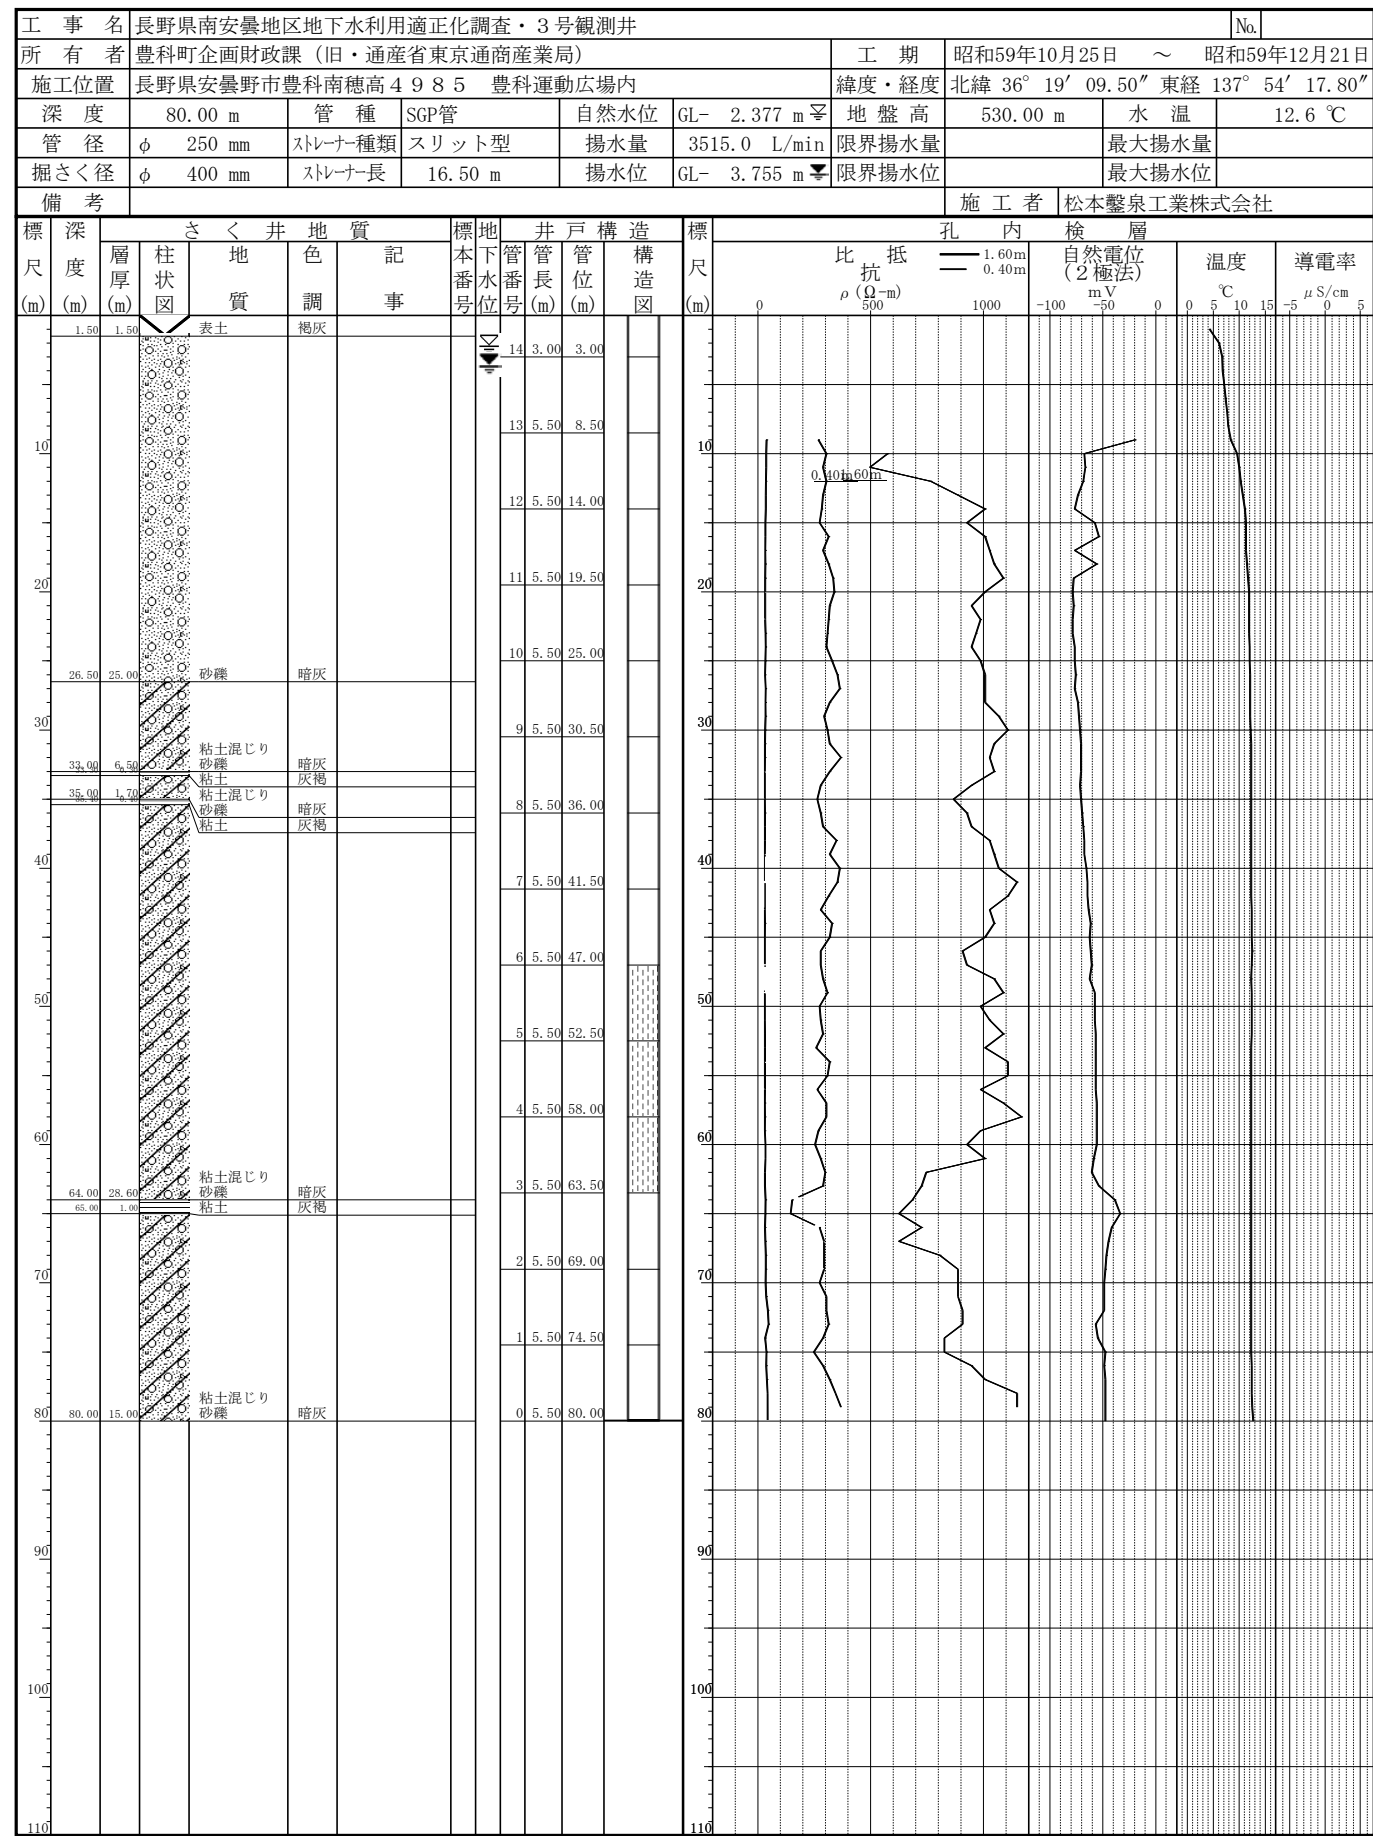 工 事 名 長野県南安曇地区地下水利用適正化調査・３号観測井 No.
所 有 者 豊科町企画財政課（旧・通産省東京通商産業局） 工 期 昭和59年10月25日 ～ 昭和59年12月21日
施工位置 長野県安曇野市豊科南穂高４９８５ 豊科運動広場内 緯度・経度 北緯 36° 19′ 09.50″ 東経 137° 54′ 17.80″
深 度 80.00 m 管 種 SGP管 自然水位 GL- 2.377 m 地 盤 高 530.00 m 水 温 12.6 ℃
管 径 φ 250 mm ストレーナー種類 スリット型 揚水量 3515.0 L/min 限界揚水量 最大揚水量
掘さく径 φ 400 mm ストレーナー長 16.50 m 揚水位 GL- 3.755 m 限界揚水位 最大揚水位
備 考 施 工 者 松本鑿泉工業株式会社
標尺(m) 深度(m) さ く 井 地 質 標本番号 地下水位 井 戸 構 造 標尺(m) 孔 内 検 層
層厚(m) 柱状図 地質 色調 記事 管番号 管長(m) 管位(m) 構造図
比抵抗 ρ (Ω-m) 1.60m 0.40m 自然電位 (２極法) mV 温度 ℃ 導電率 μS/cm
0 500 1000 -100 -50 0 0 5 10 15 -5 0 5
1.50 1.50 表土 褐灰
14 3.00 3.00
13 5.50 8.50
10 10
0.40m 1.60m
12 5.50 14.00
11 5.50 19.50
20 20
10 5.50 25.00
26.50 25.00 砂礫 暗灰
30 30
9 5.50 30.50
粘土混じり
33.00 6.50 砂礫 暗灰
33.30 0.30 粘土 灰褐
粘土混じり
35.00 1.70 砂礫 暗灰
35.40 0.40 粘土 灰褐
8 5.50 36.00
40 40
7 5.50 41.50
6 5.50 47.00
50 50
5 5.50 52.50
4 5.50 58.00
60 60
粘土混じり
64.00 28.60 砂礫 暗灰
3 5.50 63.50
65.00 1.00 粘土 灰褐
2 5.50 69.00
70 70
1 5.50 74.50
粘土混じり
80 80.00 15.00 砂礫 暗灰 0 5.50 80.00 80
90 90
100 100
110 110